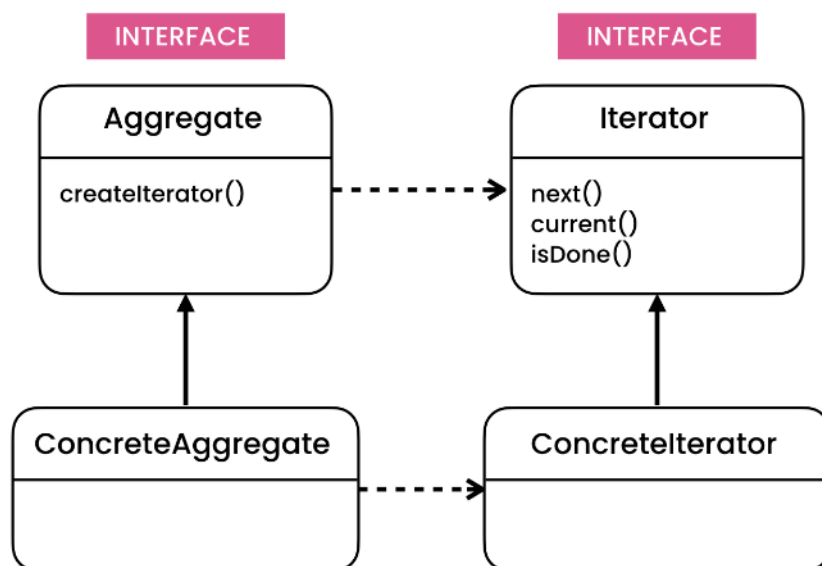 INTERFACE
INTERFACE
Aggregate
createIterator()
Iterator
next()
current()
isDone()
ConcreteAggregate
ConcreteIterator